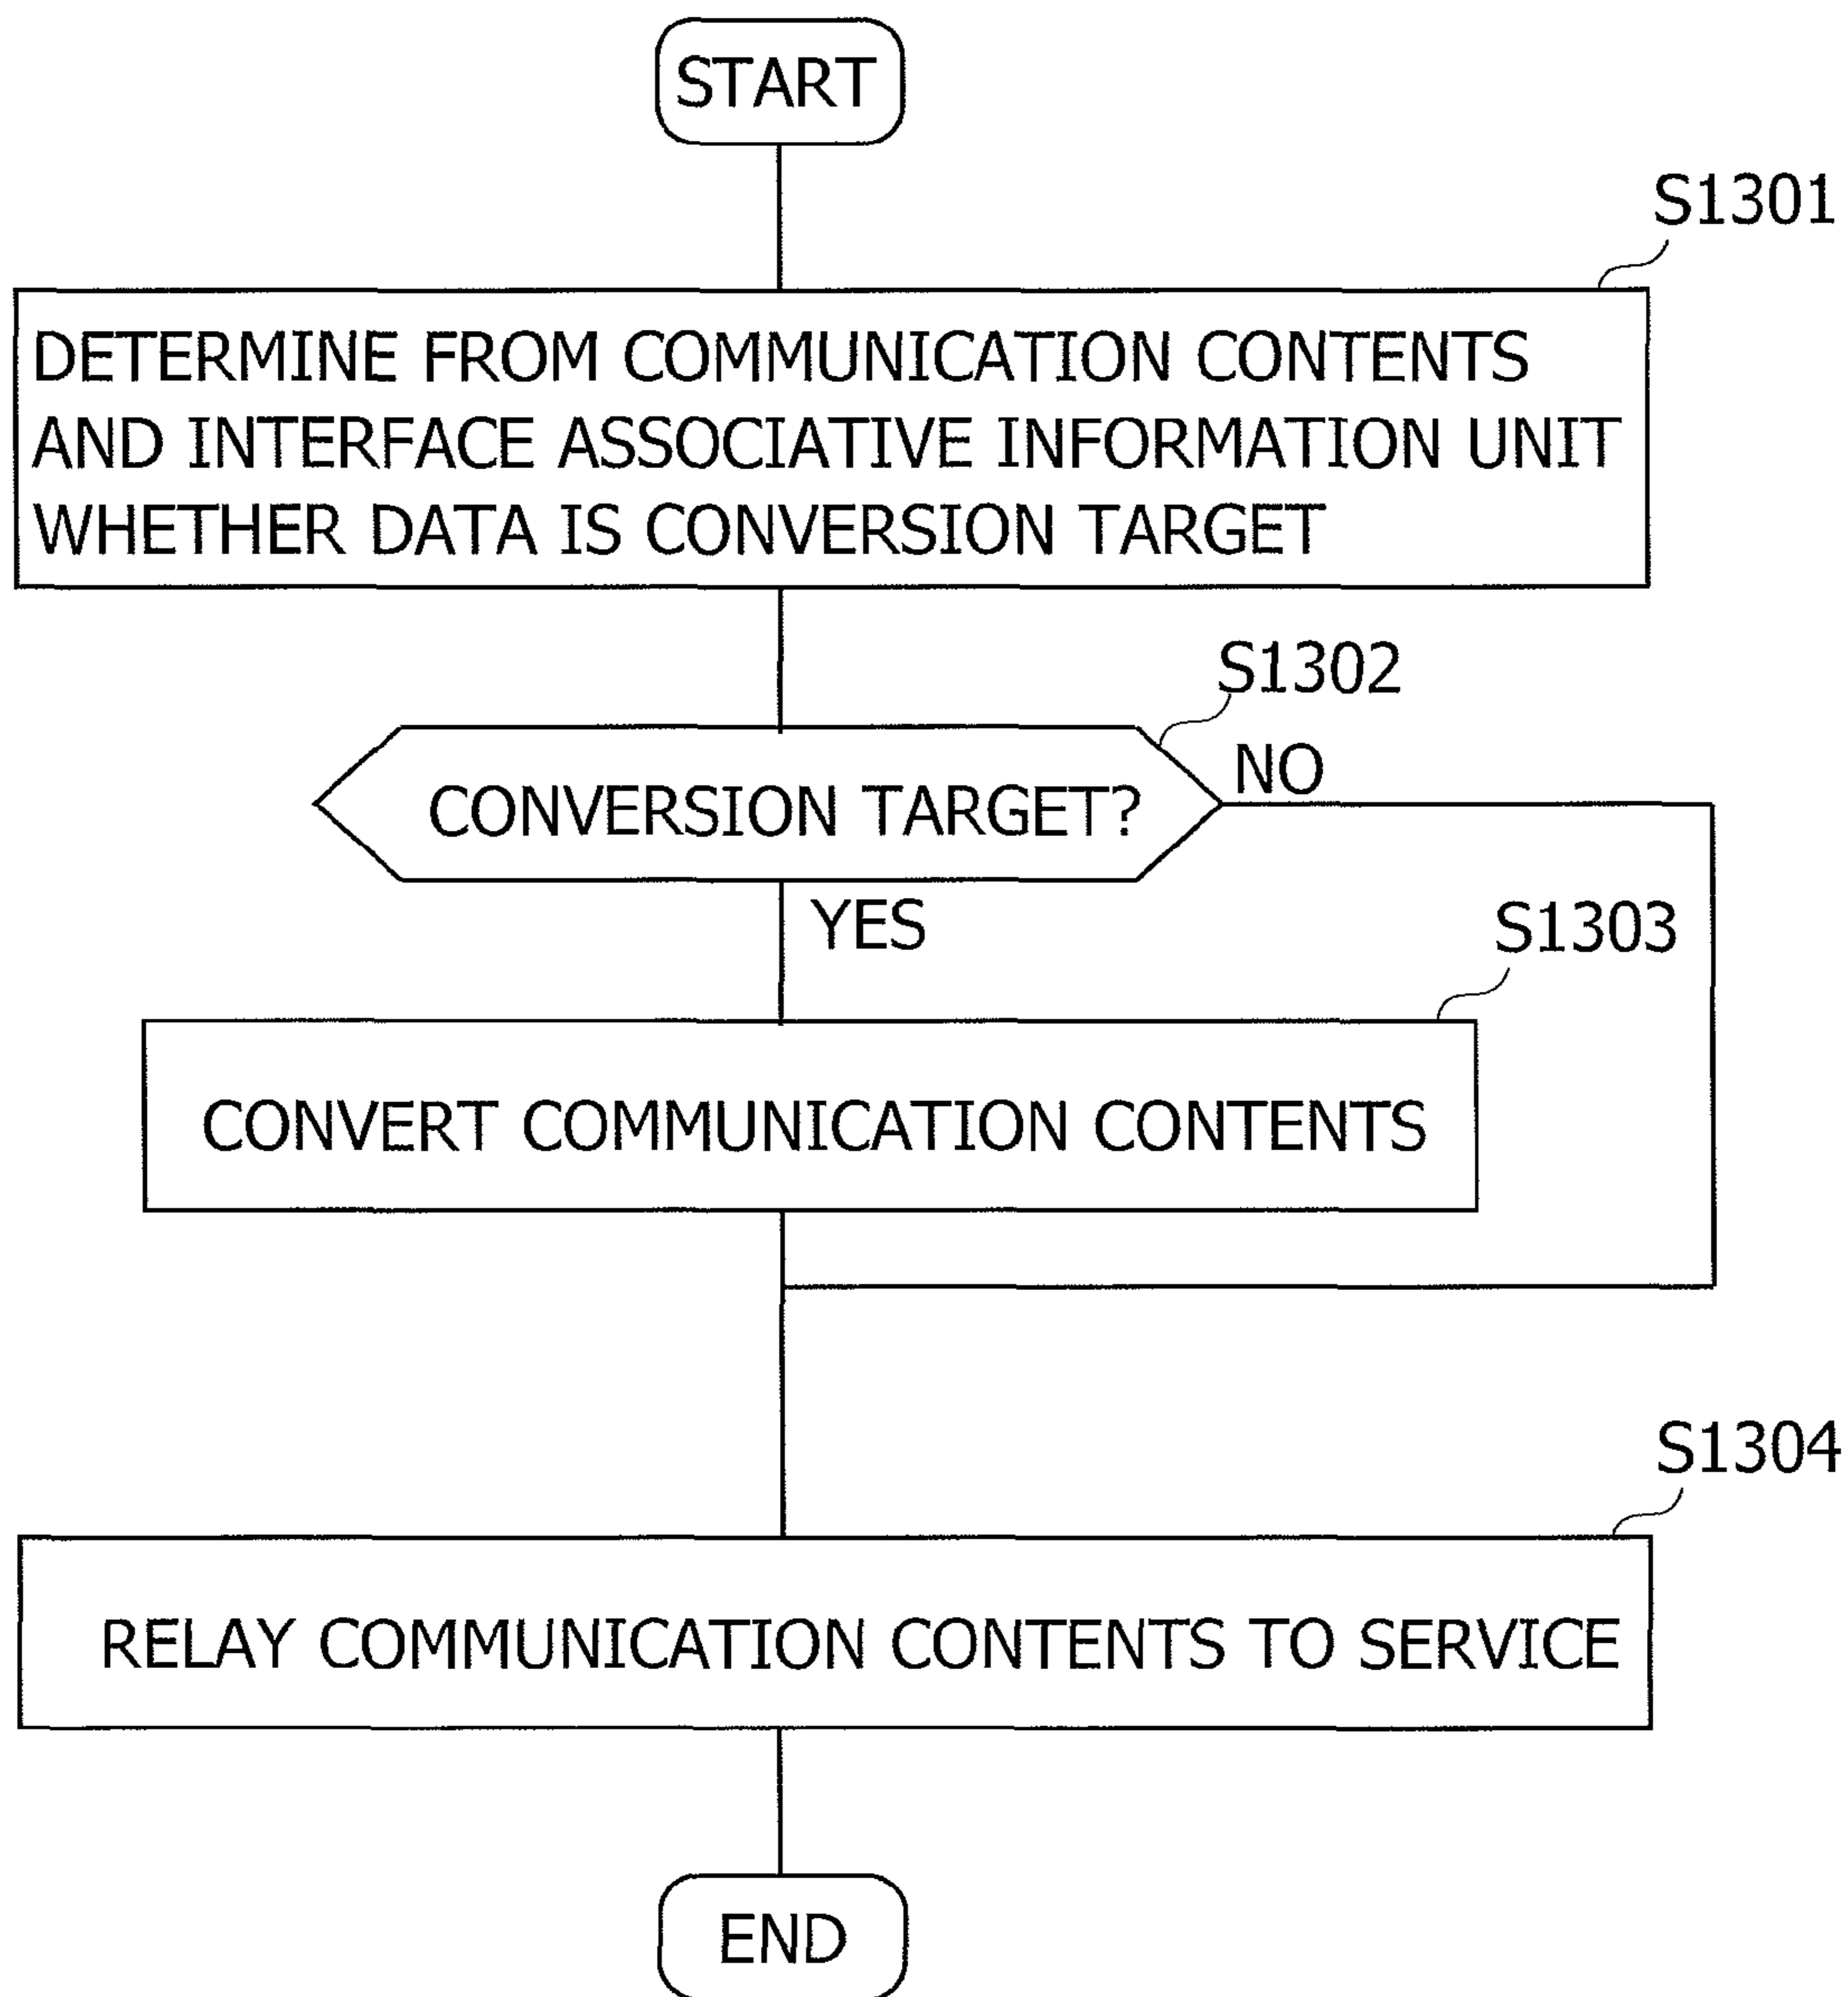 START
S1301
DETERMINE FROM COMMUNICATION CONTENTS
AND INTERFACE ASSOCIATIVE INFORMATION UNIT
WHETHER DATA IS CONVERSION TARGET
S1302
CONVERSION TARGET?
NO
YES
S1303
CONVERT COMMUNICATION CONTENTS
S1304
RELAY COMMUNICATION CONTENTS TO SERVICE
END